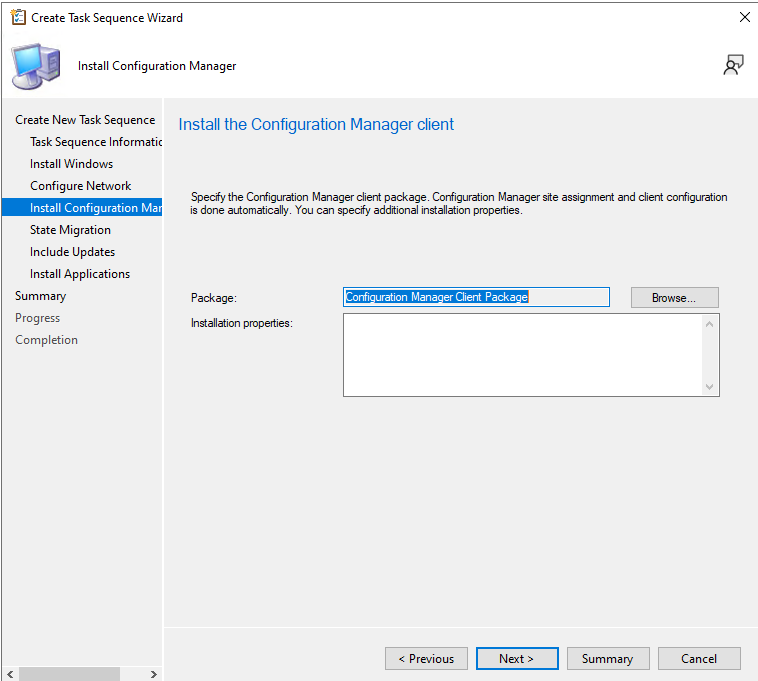 Create Task Sequence Wizard
Install Configuration Manager
Create New Task Sequence
Task Sequence Informatic
Install Windows
Configure Network
Install Configuration Mar
State Migration
Include Updates
Install Applications
Summary
Progress
Completion
Install the Configuration Manager client
Specify the Configuration Manager client package. Configuration Manager site assignment and client configuration
is done automatically. You can specify additional installation properties.
Package:
Configuration Manager Client Package
Browse...
Installation properties:
< Previous
Next >
Summary
Cancel